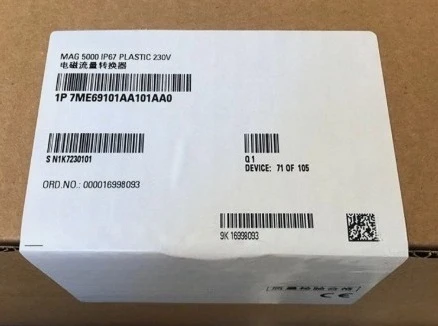 MAG 5000 IP67 PLASTIC 230V
电磁流量转换器
1P 7ME69101AA101AA0
S N1K7230101
Q 1
DEVICE: 71 OF 105
ORD.NO.: 000016998093
9K 16998093
CE